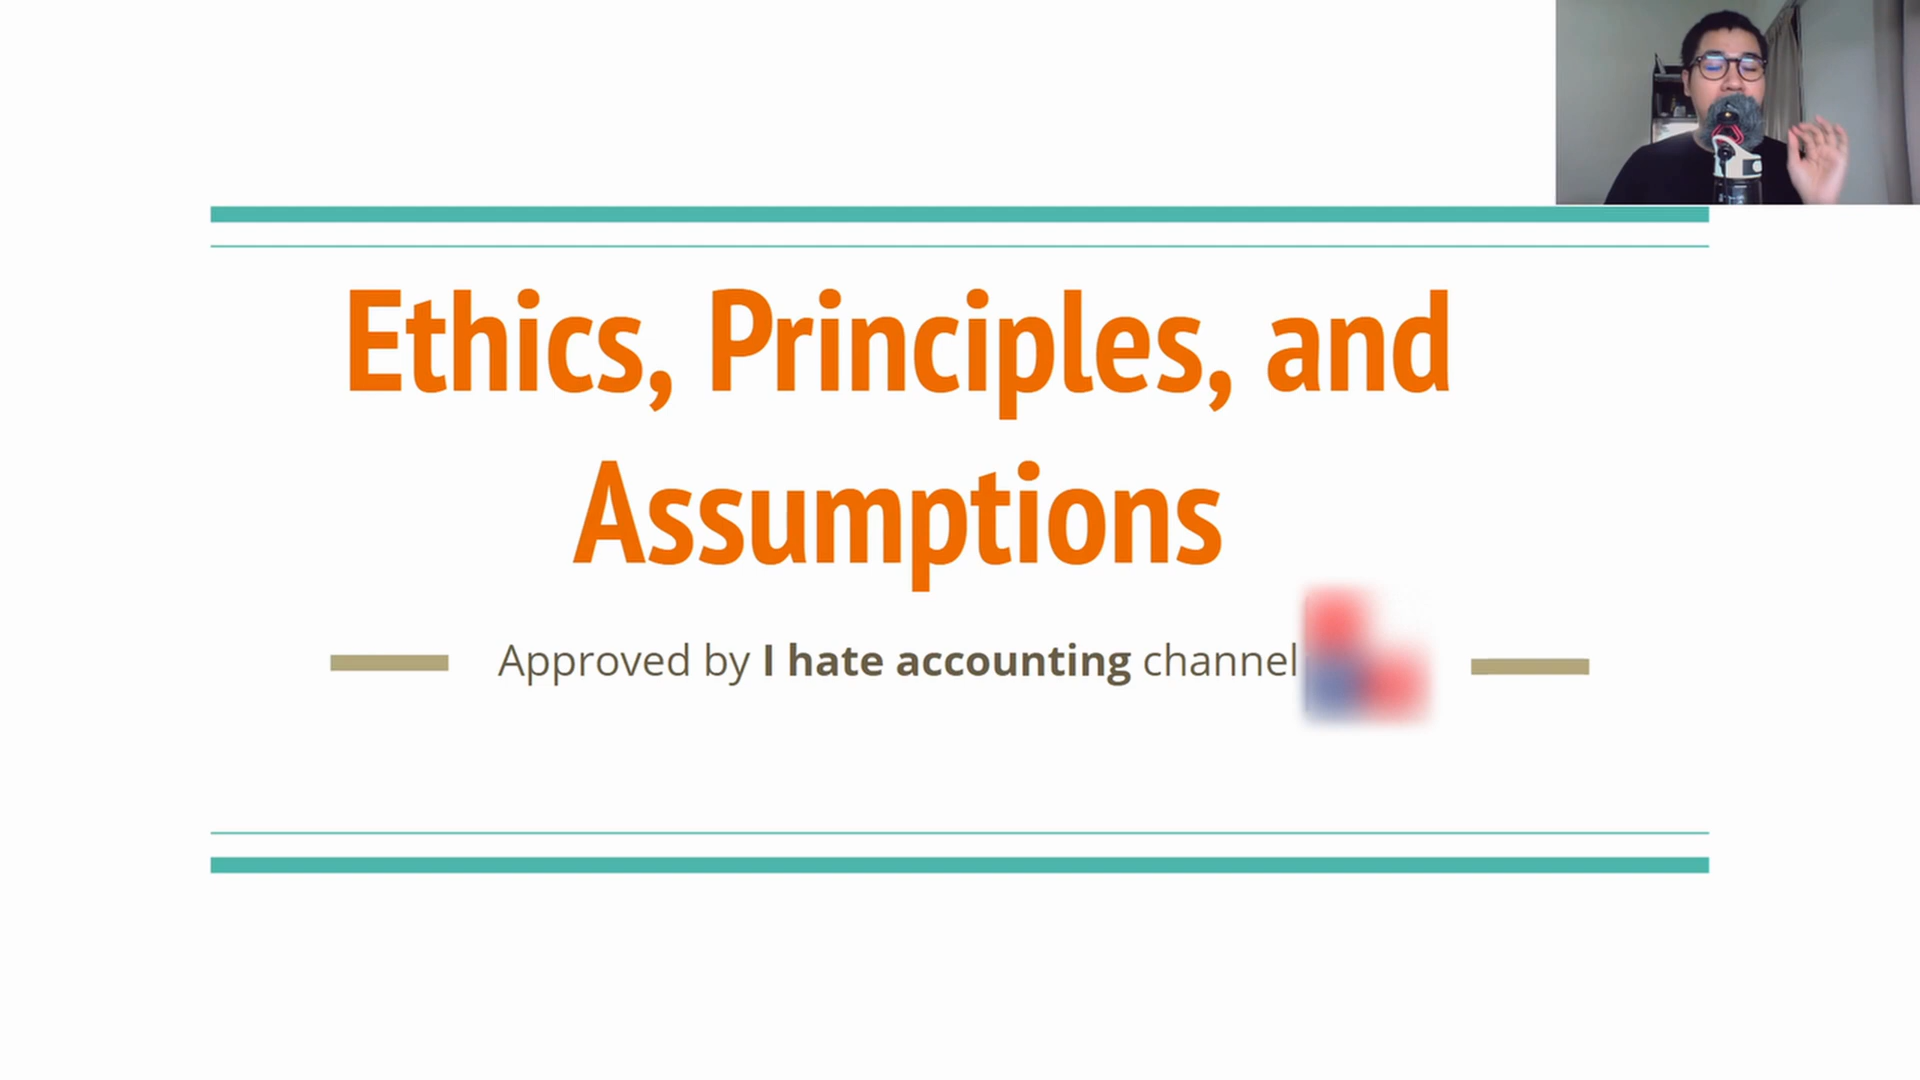 Ethics, Principles, and
Assumptions
Approved by I hate accounting channel